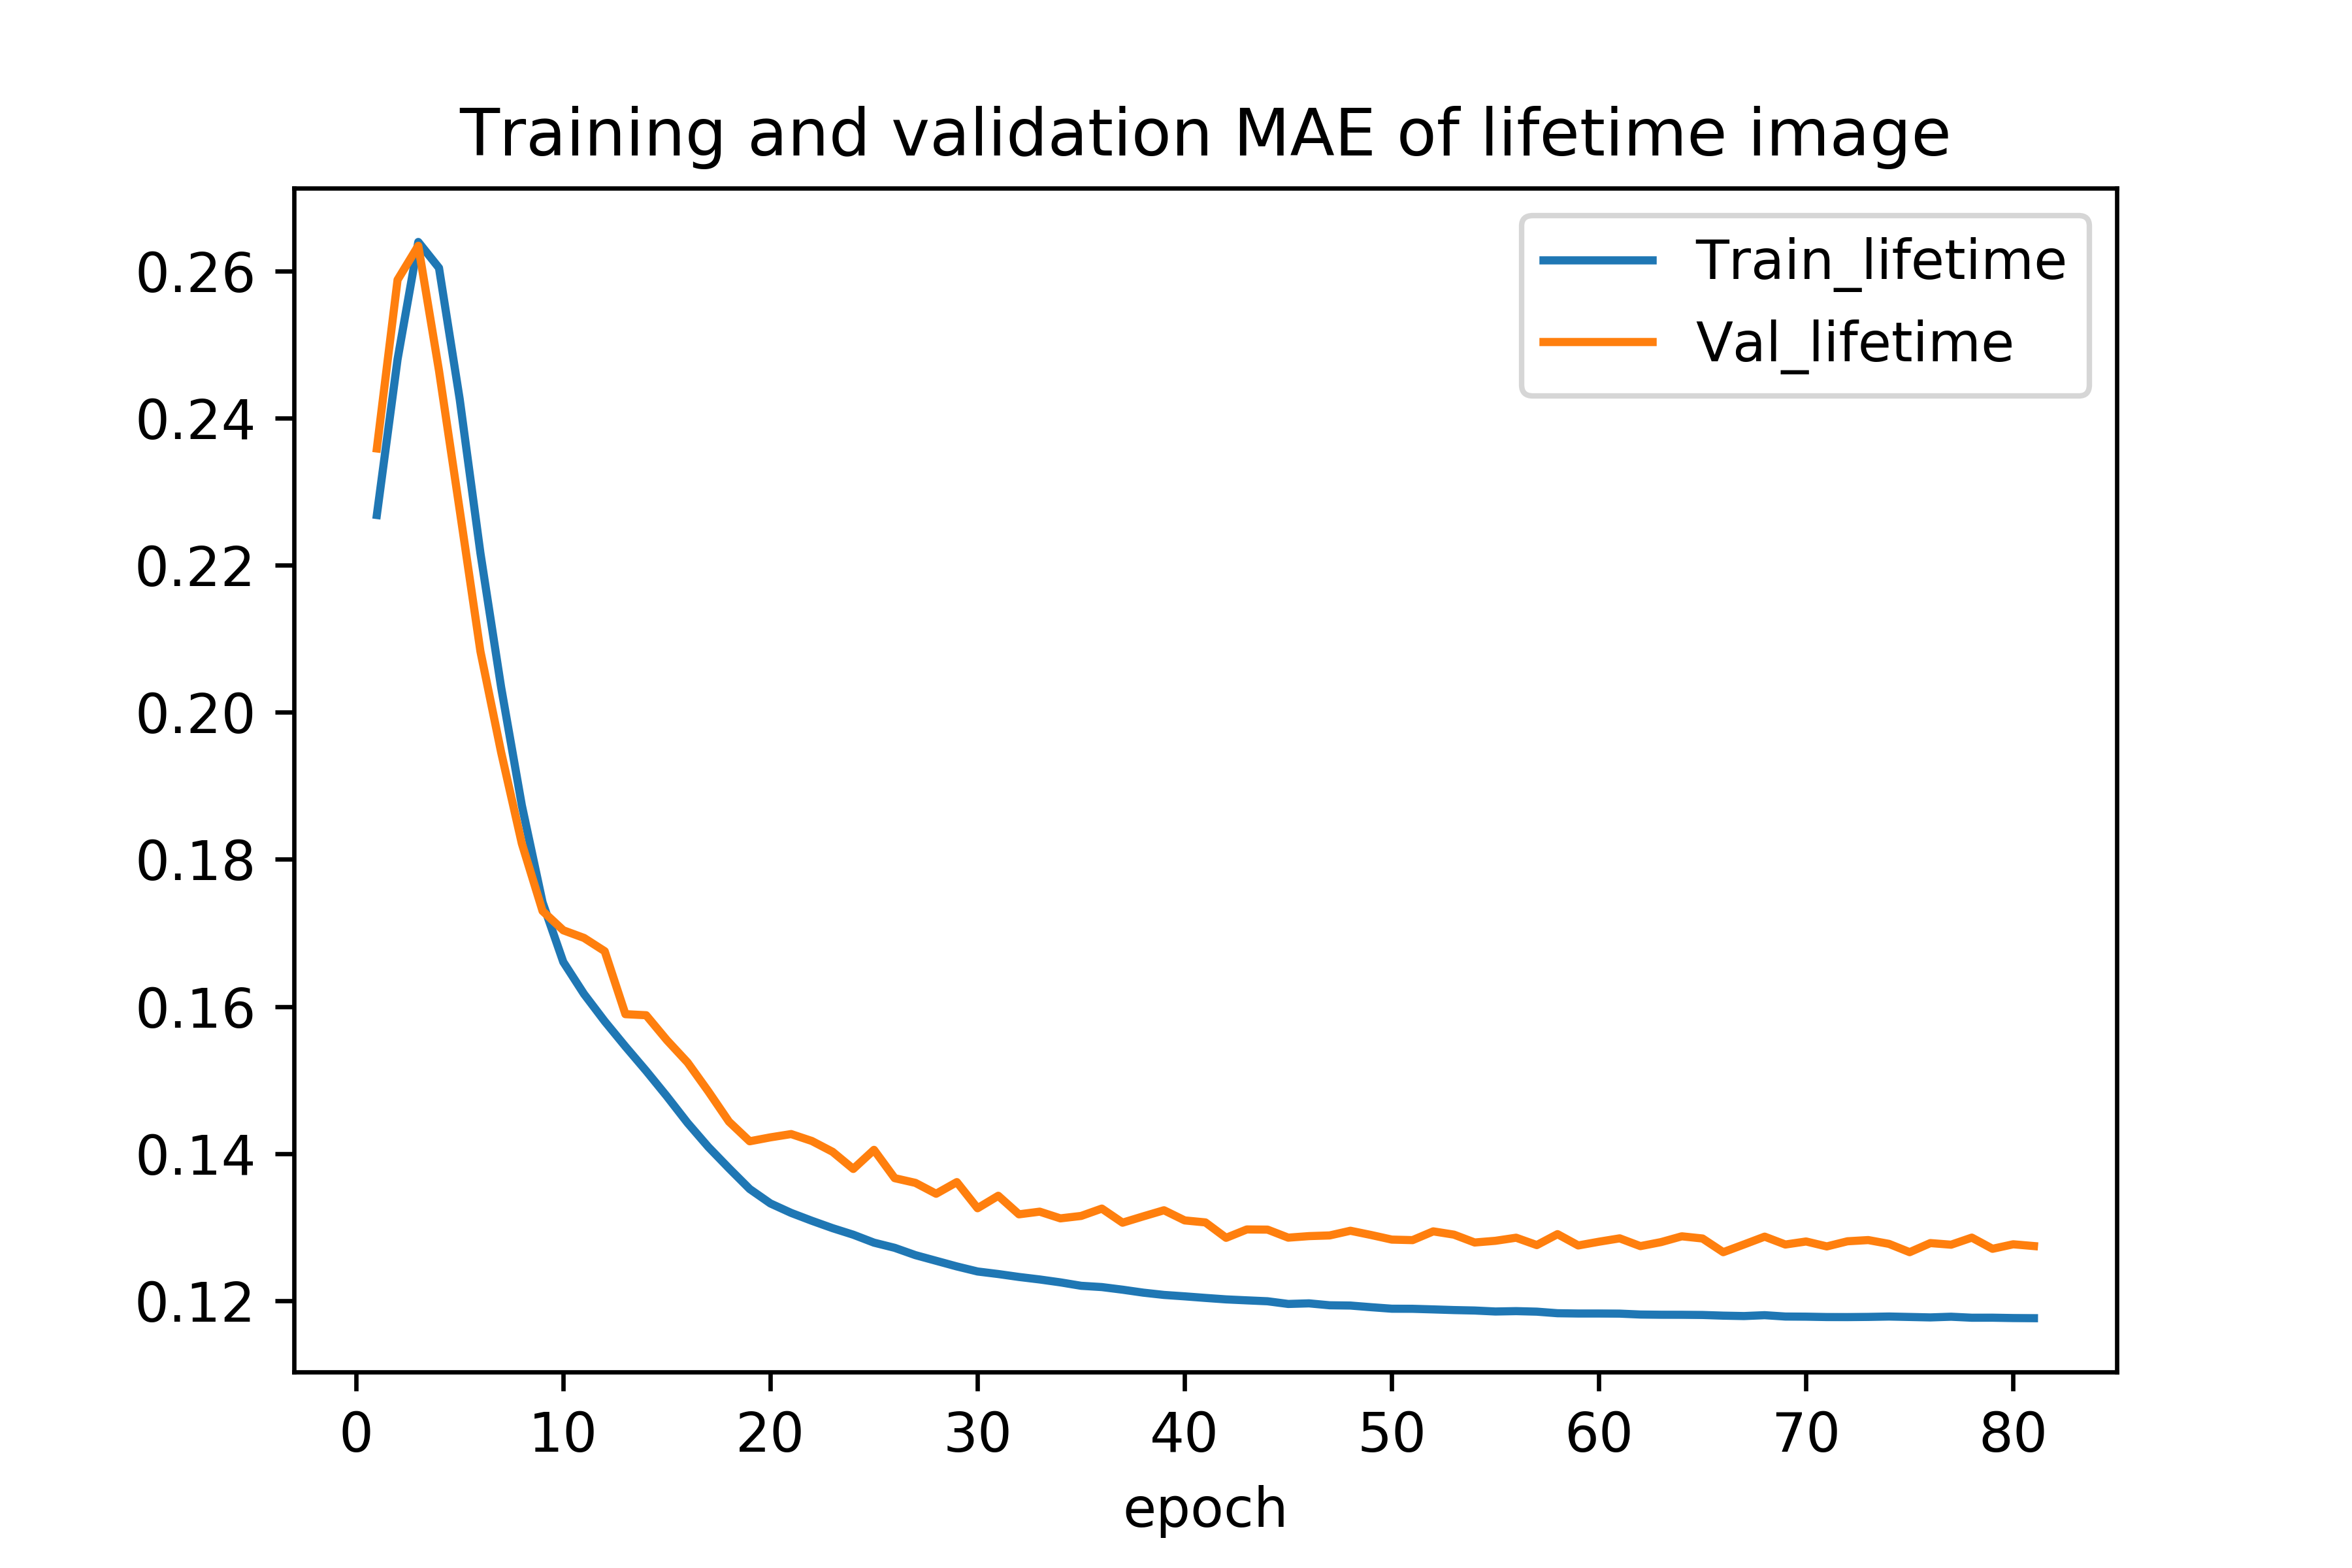 Training and validation MAE of lifetime image
Train_lifetime
Val_lifetime
0.26
0.24
0.22
0.20
0.18
0.16
0.14
0.12
0 10 20 30 40 50 60 70 80
epoch